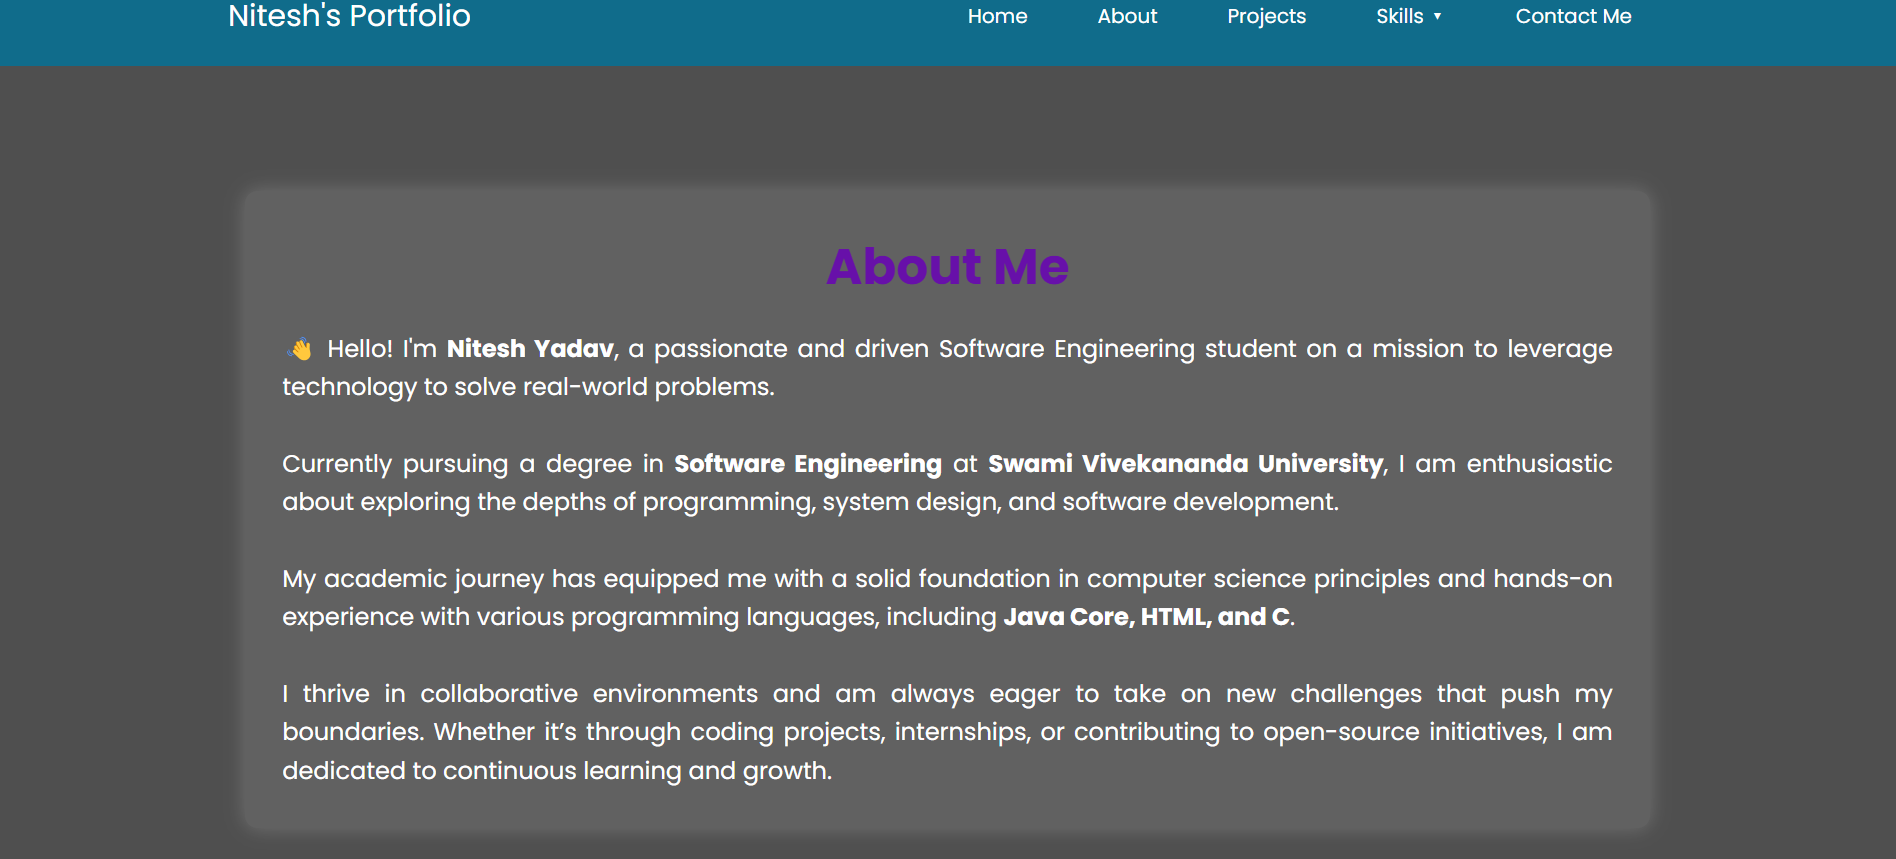 Nitesh's Portfolio
Home About Projects Skills ▼ Contact Me
About Me
👋 Hello! I'm Nitesh Yadav, a passionate and driven Software Engineering student on a mission to leverage
technology to solve real-world problems.
Currently pursuing a degree in Software Engineering at Swami Vivekananda University, I am enthusiastic
about exploring the depths of programming, system design, and software development.
My academic journey has equipped me with a solid foundation in computer science principles and hands-on
experience with various programming languages, including Java Core, HTML, and C.
I thrive in collaborative environments and am always eager to take on new challenges that push my
boundaries. Whether it’s through coding projects, internships, or contributing to open-source initiatives, I am
dedicated to continuous learning and growth.